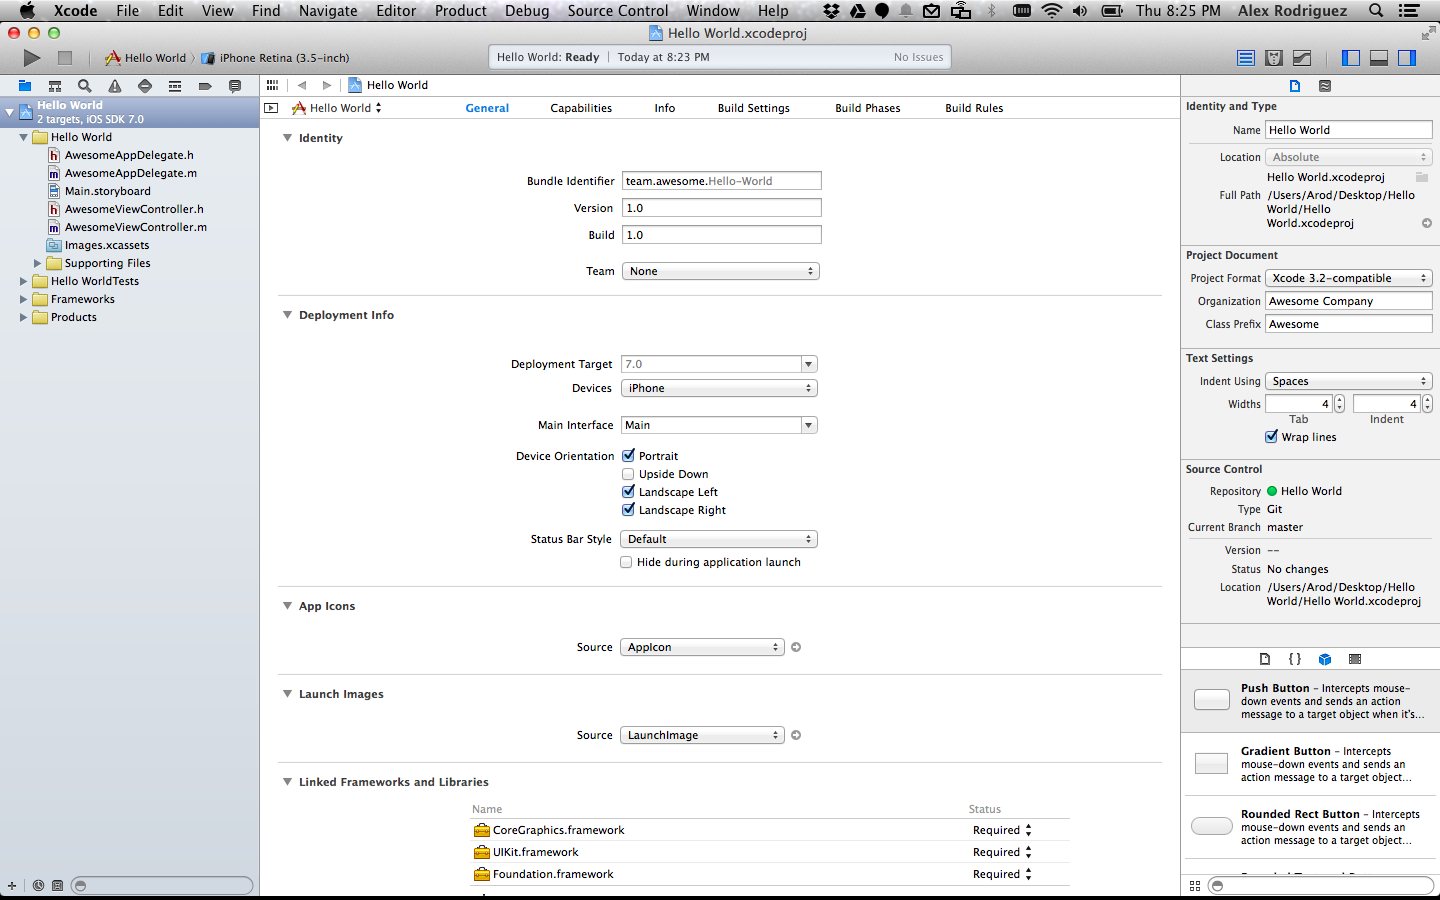 Xcode File Edit View Find Navigate Editor Product Debug Source Control Window Help Thu 8:25 PM Alex Rodriguez
Hello World.xcodeproj
Hello World iPhone Retina (3.5-inch)
Hello World: Ready Today at 8:23 PM No Issues
Hello World
2 targets, iOS SDK 7.0
Hello World
AwesomeAppDelegate.h
AwesomeAppDelegate.m
Main.storyboard
AwesomeViewController.h
AwesomeViewController.m
Images.xcassets
Supporting Files
Hello WorldTests
Frameworks
Products
Hello World
Hello World General Capabilities Info Build Settings Build Phases Build Rules
Identity
Bundle Identifier team.awesome.Hello-World
Version 1.0
Build 1.0
Team None
Deployment Info
Deployment Target 7.0
Devices iPhone
Main Interface Main
Device Orientation Portrait
Upside Down
Landscape Left
Landscape Right
Status Bar Style Default
Hide during application launch
App Icons
Source AppIcon
Launch Images
Source LaunchImage
Linked Frameworks and Libraries
Name Status
CoreGraphics.framework Required
UIKit.framework Required
Foundation.framework Required
Identity and Type
Name Hello World
Location Absolute
Hello World.xcodeproj
Full Path /Users/Arod/Desktop/Hello
World/Hello
World.xcodeproj
Project Document
Project Format Xcode 3.2-compatible
Organization Awesome Company
Class Prefix Awesome
Text Settings
Indent Using Spaces
Widths 4 4
Tab Indent
Wrap lines
Source Control
Repository Hello World
Type Git
Current Branch master
Version --
Status No changes
Location /Users/Arod/Desktop/Hello
World/Hello World.xcodeproj
{}
Push Button – Intercepts mouse-
down events and sends an action
message to a target object when it's...
Gradient Button – Intercepts
mouse-down events and sends an
action message to a target object...
Rounded Rect Button – Intercepts
mouse-down events and sends an
action message to a target object...